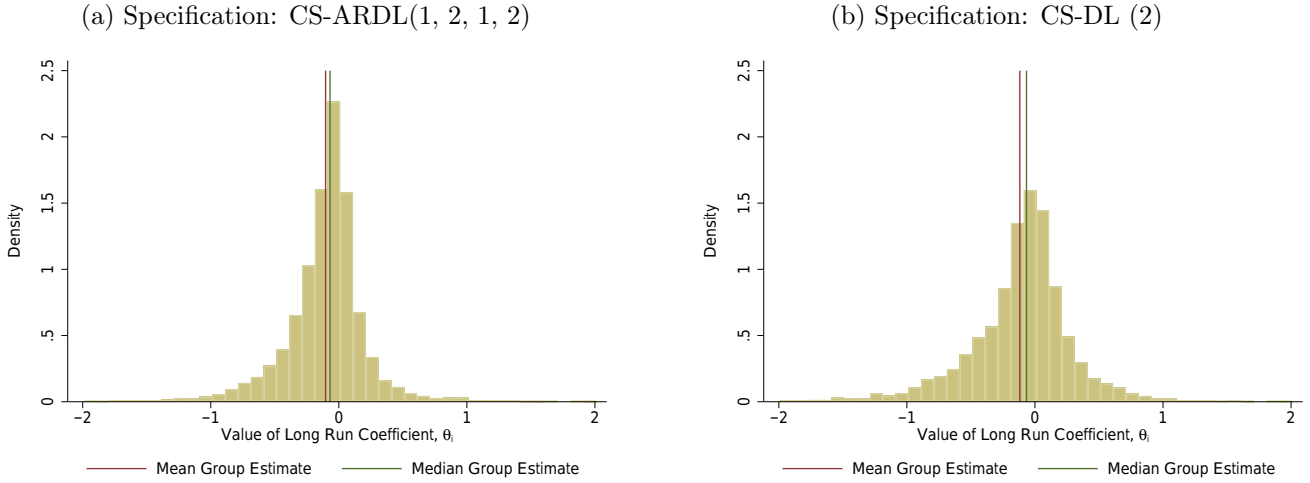 (a) Specification: CS-ARDL(1, 2, 1, 2)
2.5
2
1.5
1
.5
0
Density
−2 −1 0 1 2
Value of Long Run Coefficient, θi
Mean Group Estimate Median Group Estimate
(b) Specification: CS-DL (2)
2.5
2
1.5
1
.5
0
Density
−2 −1 0 1 2
Value of Long Run Coefficient, θi
Mean Group Estimate Median Group Estimate